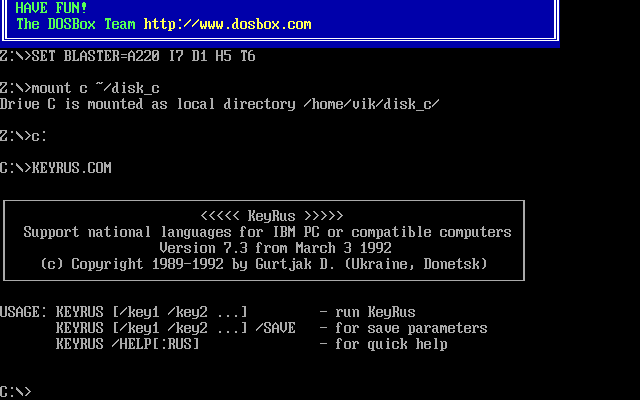 HAVE FUN!
The DOSBox Team http://www.dosbox.com
Z:\>SET BLASTER=A220 I7 D1 H5 T6
Z:\>mount c ~/disk_c
Drive C is mounted as local directory /home/vik/disk_c/
Z:\>c:
C:\>KEYRUS.COM
<<<<< KeyRus >>>>>
Support national languages for IBM PC or compatible computers
Version 7.3 from March 3 1992
(c) Copyright 1989-1992 by Gurtjak D. (Ukraine, Donetsk)
USAGE: KEYRUS [/key1 /key2 ...] - run KeyRus
KEYRUS [/key1 /key2 ...] /SAVE - for save parameters
KEYRUS /HELP[:RUS] - for quick help
C:\>